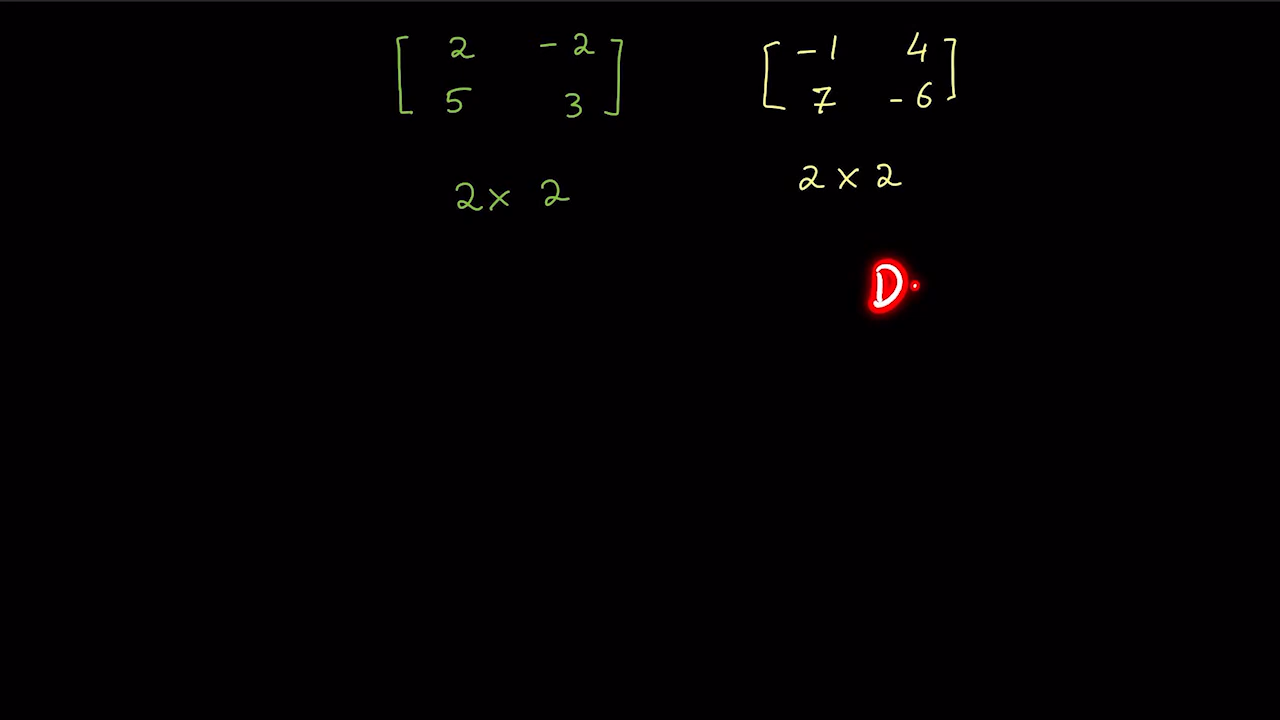 [ 2 -2 ] [ -1 4 ]
[ 5 3 ] [ 7 -6 ]
2 x 2 2 x 2
D